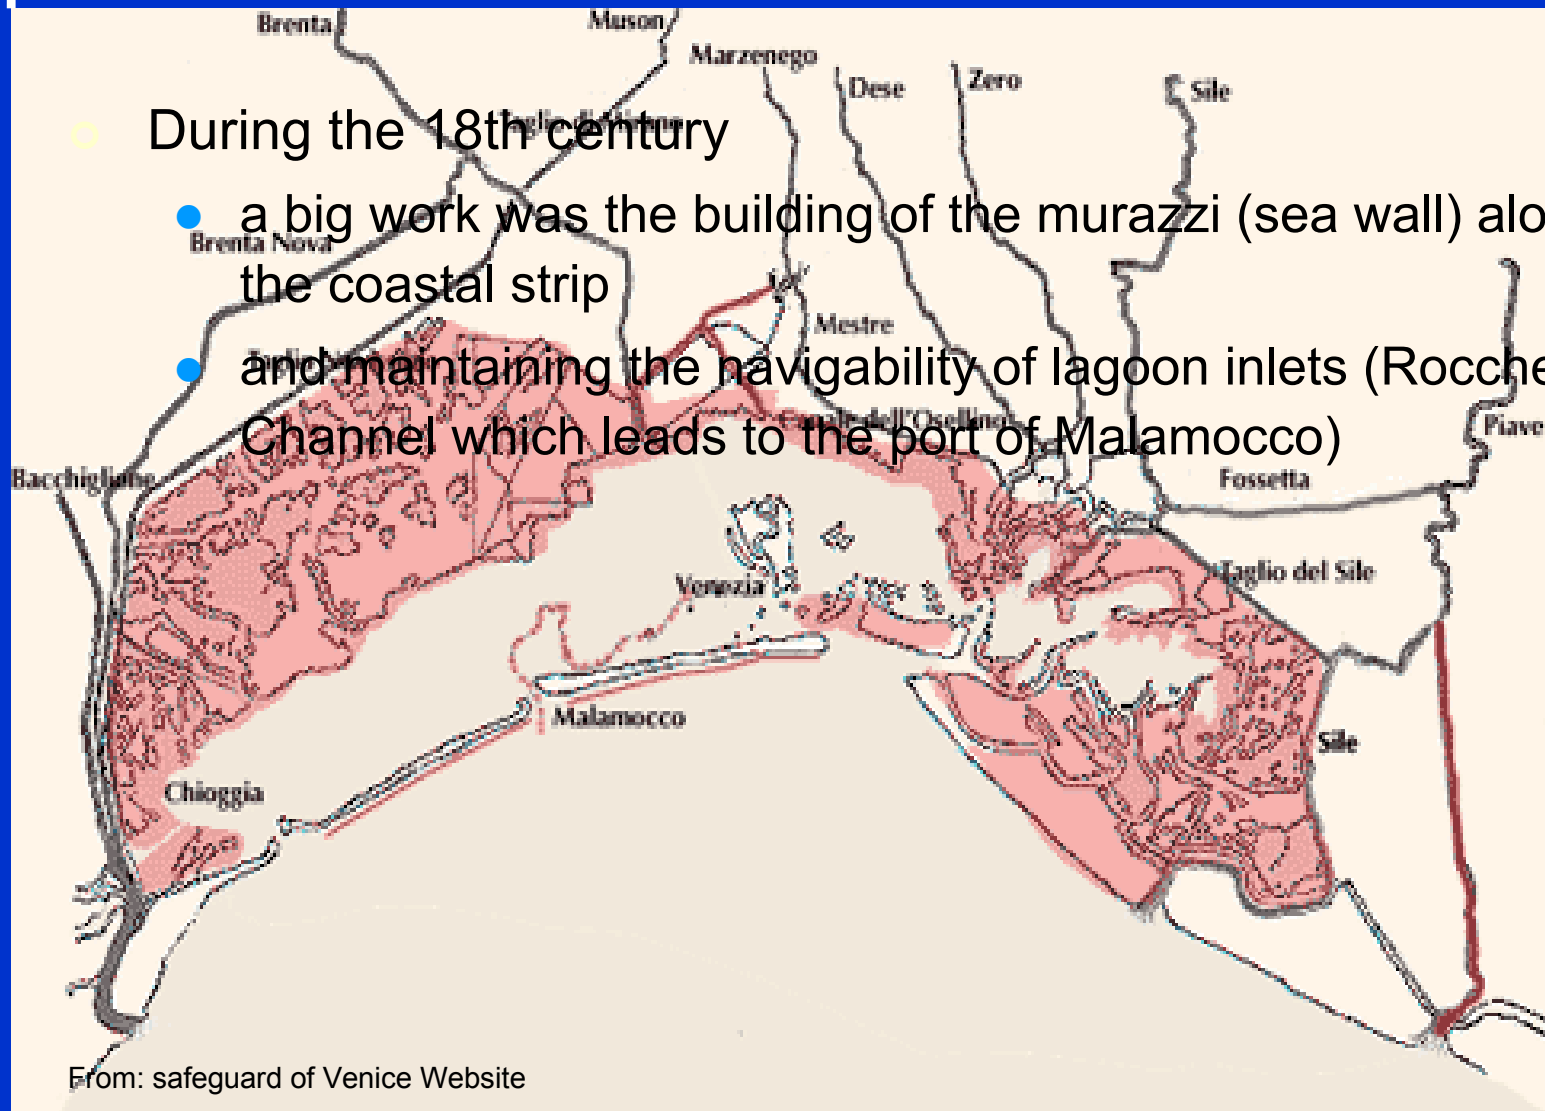 Brenta
Muson
Marzenego
Dese
Zero
Sile
During the 18th century
a big work was the building of the murazzi (sea wall) alo
Brenta Nova
the coastal strip
Mestre
and maintaining the navigability of lagoon inlets (Rocche
Canale dell'Osellino
Channel which leads to the port of Malamocco)
Piave
Bacchiglione
Fossetta
Taglio del Sile
Venezia
Malamocco
Sile
Chioggia
From: safeguard of Venice Website